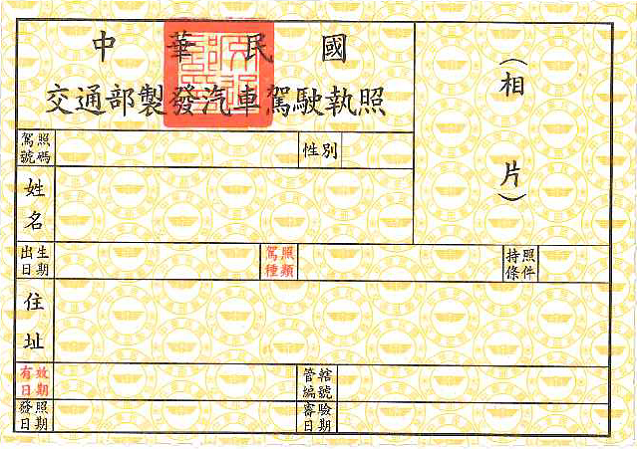 中華民國
交通部製發汽車駕駛執照
（相片）
駕照
號碼
性別
姓名
出生
日期
駕照
種類
持照
條件
住址
有效
日期
管轄
編號
發照
日期
審驗
日期